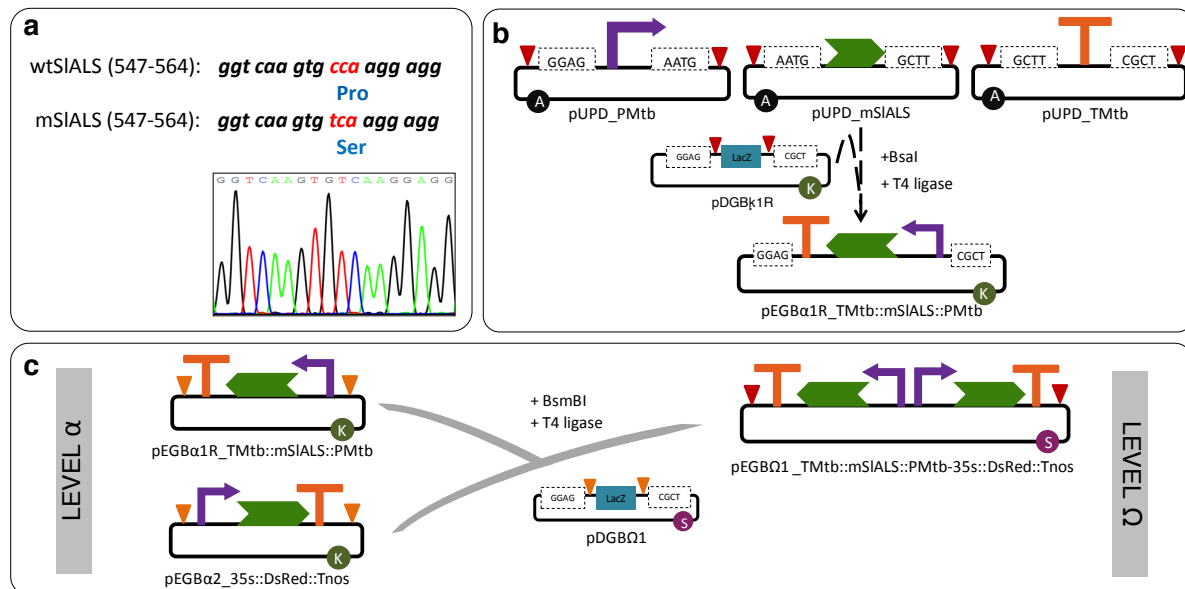 a
wtSlALS (547-564): ggt caa gtg cca agg agg
Pro
mSlALS (547-564): ggt caa gtg tca agg agg
Ser
G G T C A A G T G T C A A G G A G G
b
GGAG AATG
A
pUPD_PMtb
AATG GCTT
A
pUPD_mSlALS
GCTT CGCT
A
pUPD_TMtb
GGAG LacZ CGCT
K
pDGBķ1R
+BsaI
+ T4 ligase
GGAG CGCT
K
pEGBα1R_TMtb::mSlALS::PMtb
c
LEVEL α
K
pEGBα1R_TMtb::mSlALS::PMtb
K
pEGBα2_35s::DsRed::Tnos
+ BsmBI
+ T4 ligase
GGAG LacZ CGCT
S
pDGBΩ1
S
pEGBΩ1_TMtb::mSlALS::PMtb-35s::DsRed::Tnos
LEVEL Ω